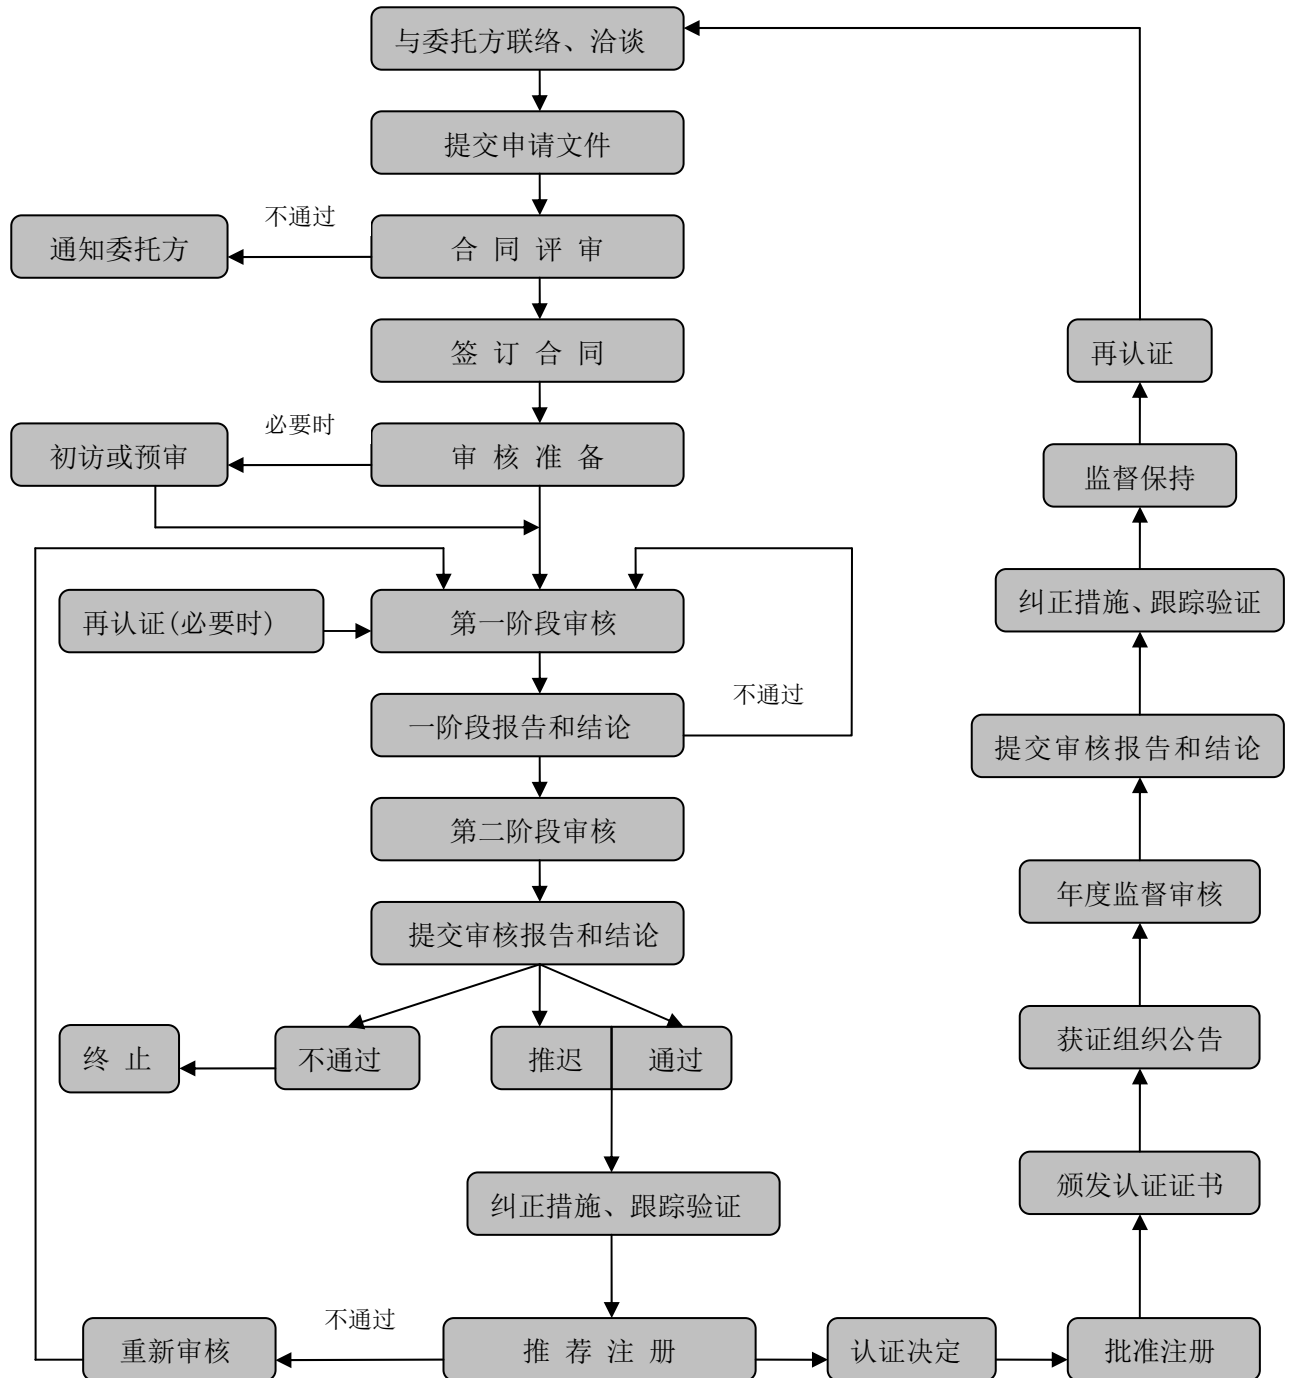 与委托方联络、洽谈
提交申请文件
不通过
通知委托方
合 同 评 审
签 订 合 同
再认证
必要时
初访或预审
审 核 准 备
监督保持
再认证(必要时)
第一阶段审核
纠正措施、跟踪验证
不通过
一阶段报告和结论
提交审核报告和结论
第二阶段审核
年度监督审核
提交审核报告和结论
终 止
不通过
推迟
通过
获证组织公告
纠正措施、跟踪验证
颁发认证证书
不通过
重新审核
推 荐 注 册
认证决定
批准注册